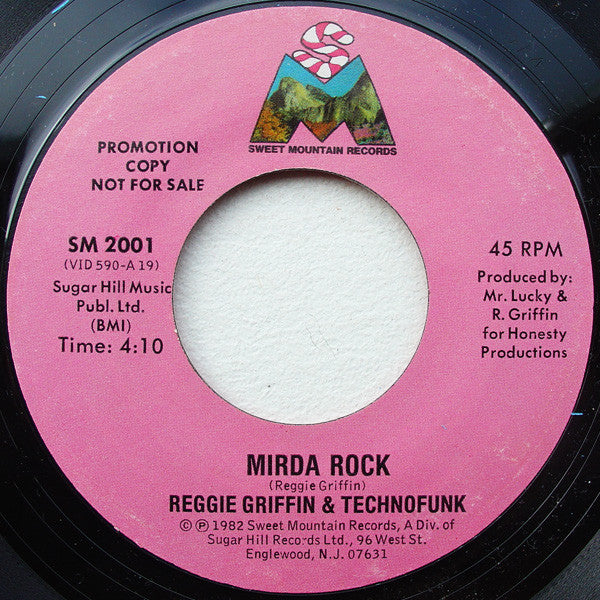 SM
SWEET MOUNTAIN RECORDS
PROMOTION
COPY
NOT FOR SALE
SM 2001
(VID 590-A 19)
Sugar Hill Music
Publ. Ltd.
(BMI)
Time: 4:10
45 RPM
Produced by:
Mr. Lucky &
R. Griffin
for Honesty
Productions
MIRDA ROCK
(Reggie Griffin)
REGGIE GRIFFIN & TECHNOFUNK
© ℗ 1982 Sweet Mountain Records, A Div. of
Sugar Hill Records Ltd., 96 West St.
Englewood, N.J. 07631